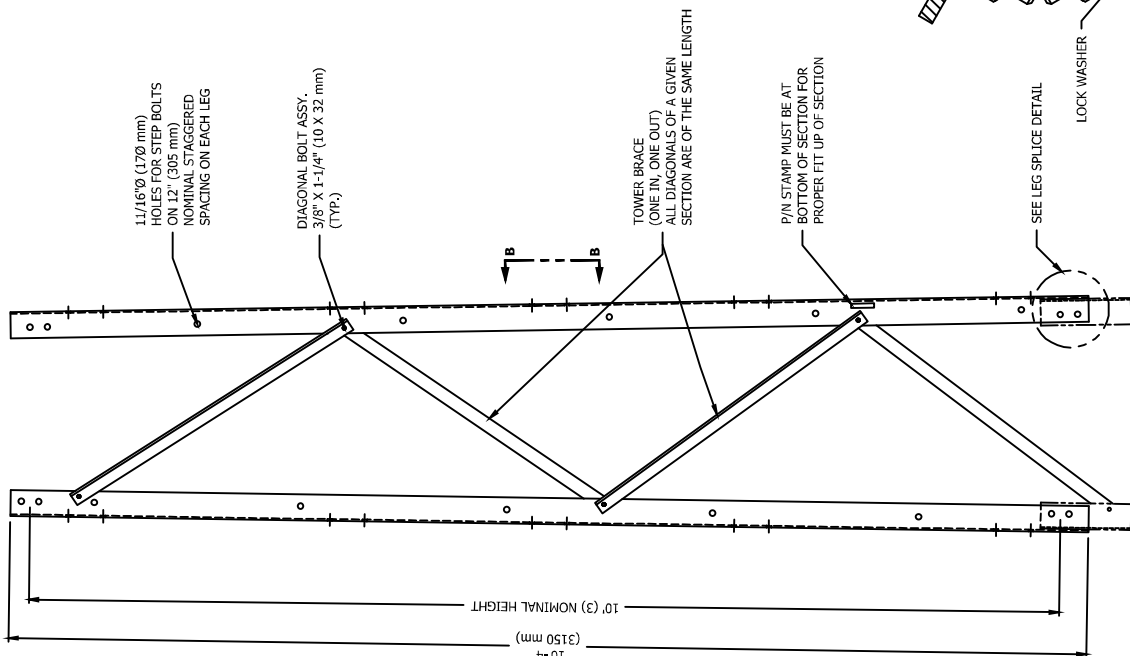 11/16"Ø (17Ø mm)
HOLES FOR STEP BOLTS
ON 12" (305 mm)
NOMINAL STAGGERED
SPACING ON EACH LEG
DIAGONAL BOLT ASSY.
3/8" X 1-1/4" (10 X 32 mm)
(TYP.)
B
B
TOWER BRACE
(ONE IN, ONE OUT)
ALL DIAGONALS OF A GIVEN
SECTION ARE OF THE SAME LENGTH
P/N STAMP MUST BE AT
BOTTOM OF SECTION FOR
PROPER FIT UP OF SECTION
SEE LEG SPLICE DETAIL
LOCK WASHER
10' (3) NOMINAL HEIGHT
(3150 mm)